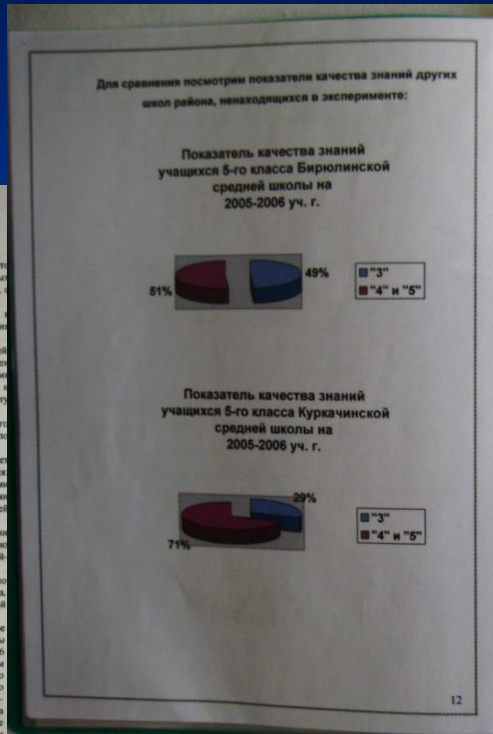 Для сравнения посмотрим показатели качества знаний других
школ района, ненаходящихся в эксперименте:
Показатель качества знаний
учащихся 5-го класса Бирюлинской
средней школы на
2005-2006 уч. г.
51%
49%
"3"
"4" и "5"
Показатель качества знаний
учащихся 5-го класса Куркачинской
средней школы на
2005-2006 уч. г.
29%
71%
"3"
"4" и "5"
12